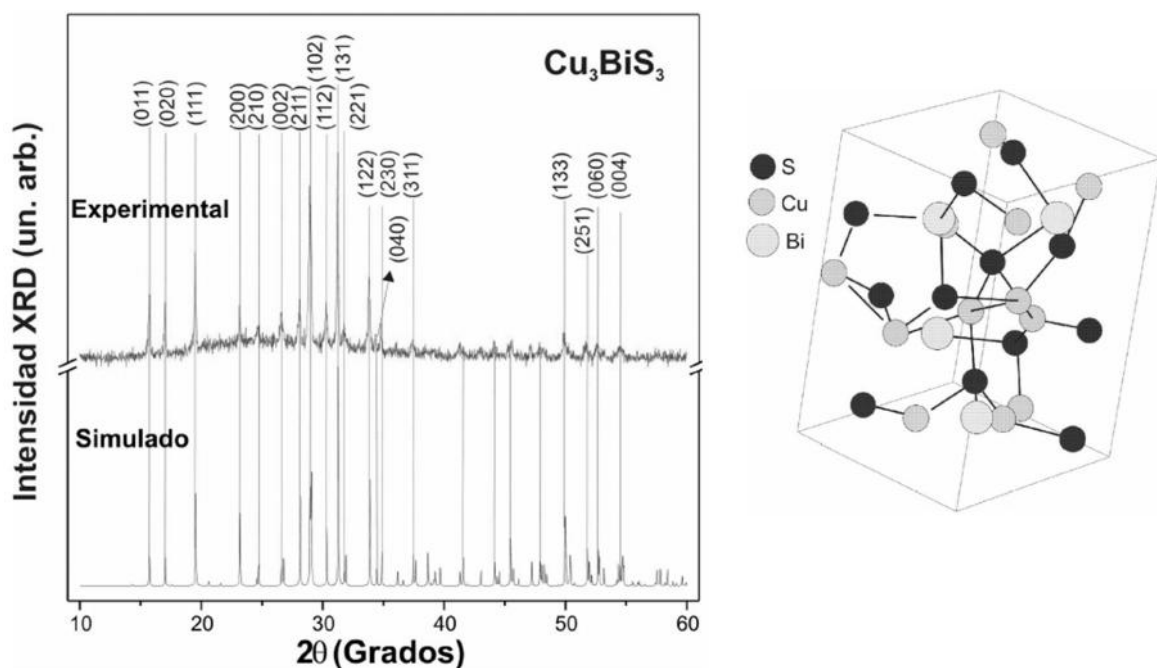 Cu₃BiS₃
(011)
(020)
(111)
(200)
(210)
(002)
(211)
(102)
(112)
(131)
(221)
(122)
(230)
(040)
(311)
(133)
(251)
(060)
(004)
Intensidad XRD (un. arb.)
Experimental
Simulado
10 20 30 40 50 60
2θ (Grados)
S
Cu
Bi